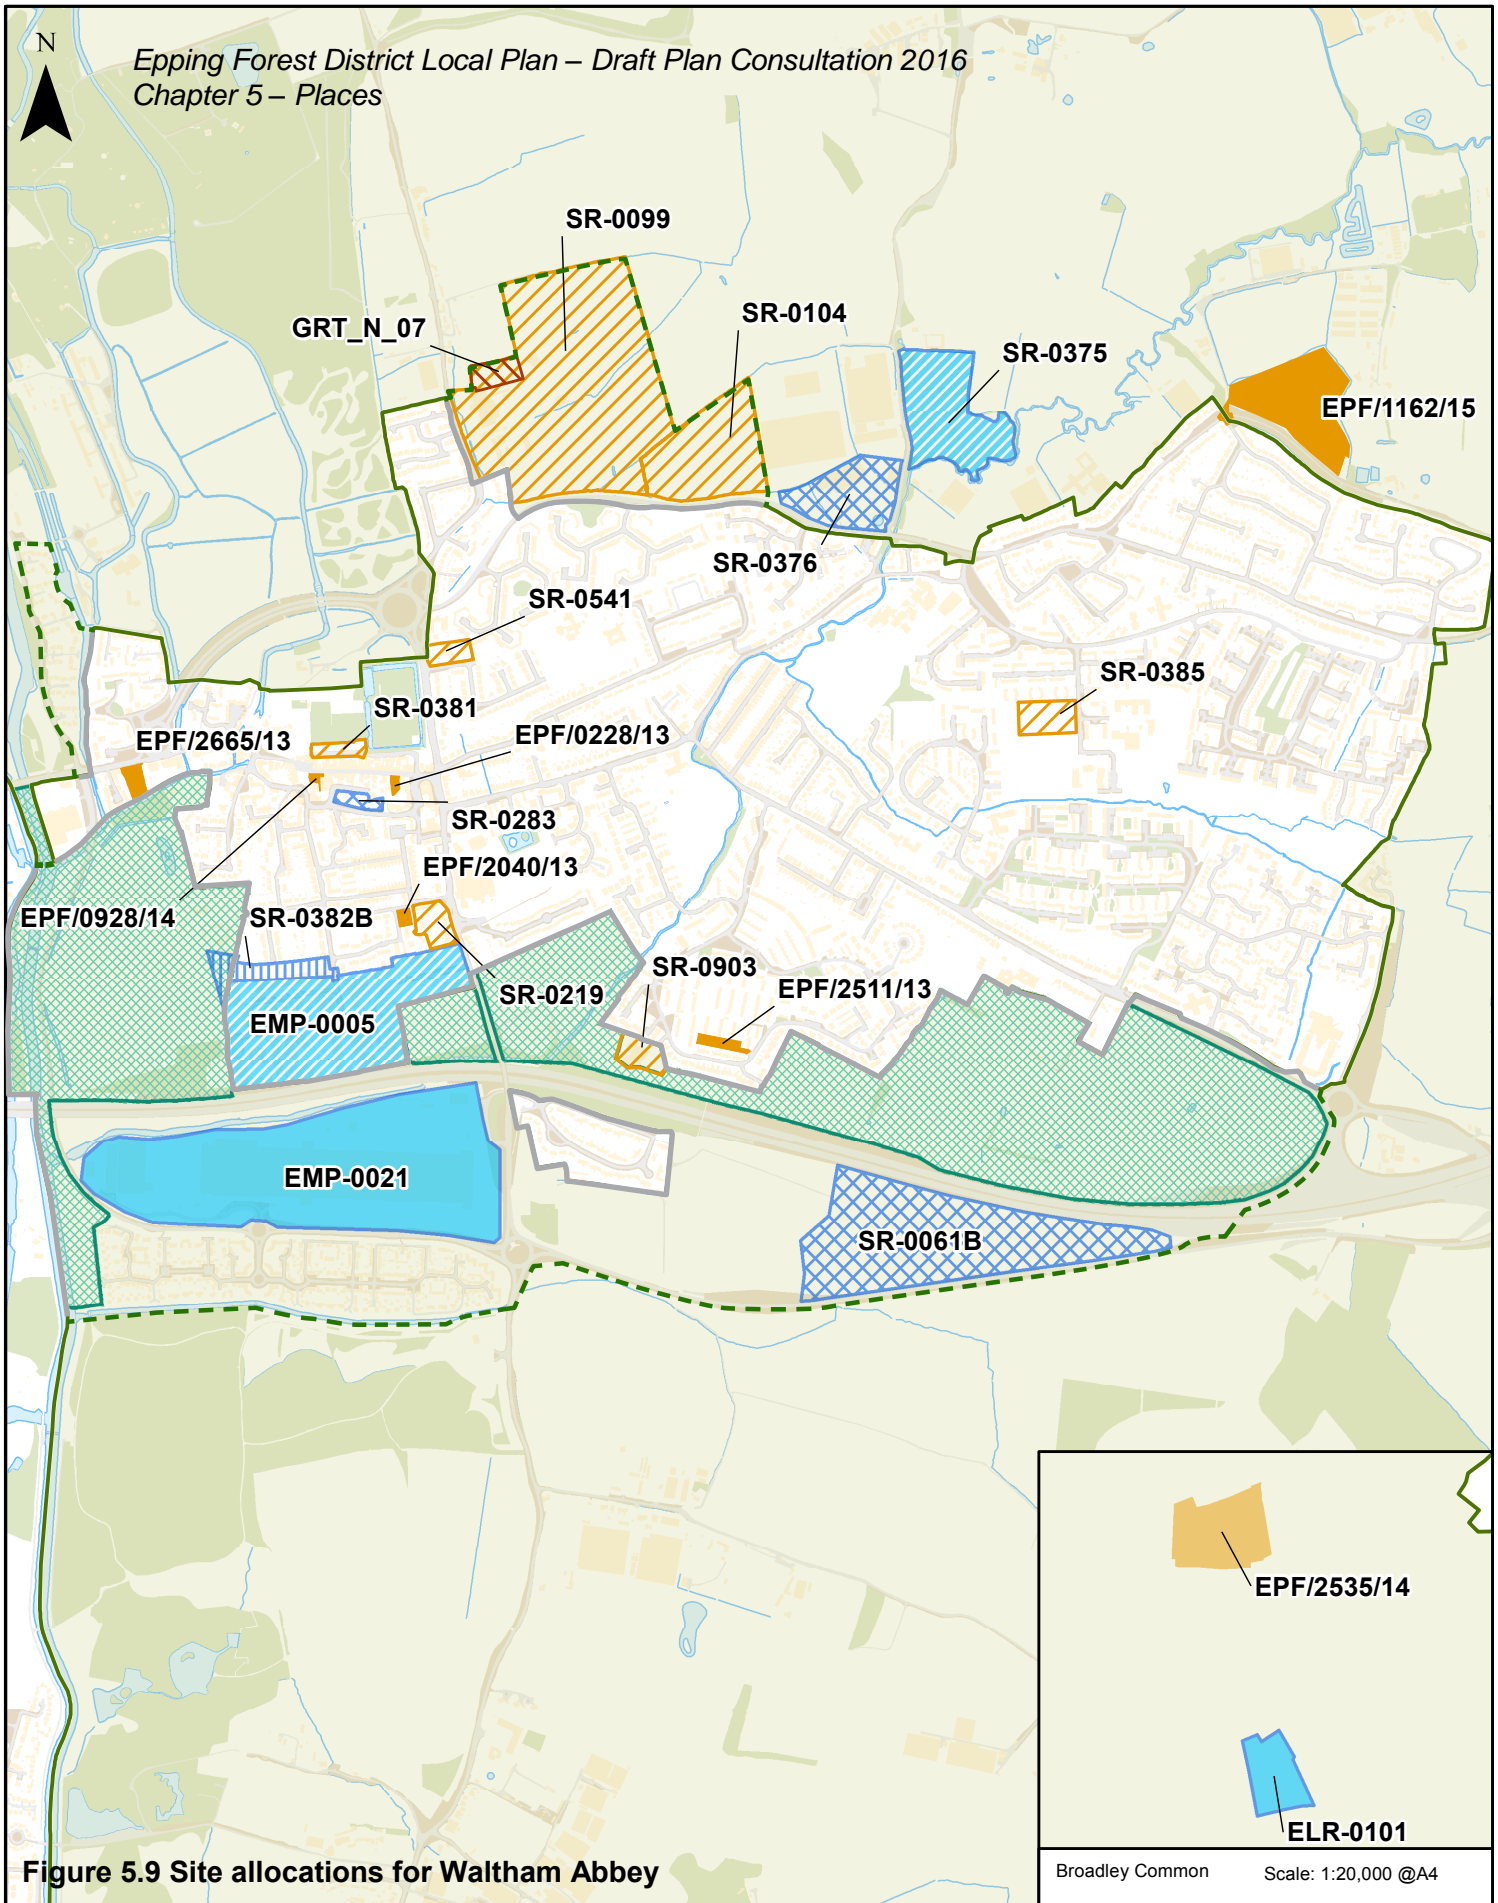 N
Epping Forest District Local Plan – Draft Plan Consultation 2016
Chapter 5 – Places
SR-0099
SR-0104
GRT_N_07
SR-0375
EPF/1162/15
SR-0376
SR-0541
SR-0385
SR-0381
EPF/2665/13
EPF/0228/13
SR-0283
EPF/2040/13
EPF/0928/14
SR-0382B
SR-0903
EPF/2511/13
SR-0219
EMP-0005
EMP-0021
SR-0061B
EPF/2535/14
ELR-0101
Figure 5.9 Site allocations for Waltham Abbey
Broadley Common
Scale: 1:20,000 @A4